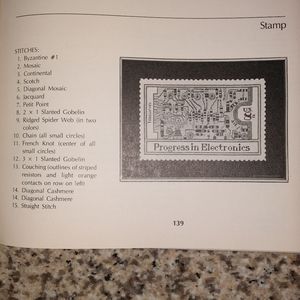 Stamp
STITCHES:
1. Byzantine #1
2. Mosaic
3. Continental
4. Scotch
5. Diagonal Mosaic
6. Jacquard
7. Petit Point
8. 2 × 1 Slanted Gobelin
9. Ridged Spider Web (in two
colors)
10. Chain (all small circles)
11. French Knot (center of all
small circles)
12. 3 × 1 Slanted Gobelin
13. Couching (outlines of striped
resistors and light orange
contacts on row on left)
14. Diagonal Cashmere
14. Diagonal Cashmere
15. Straight Stitch
Progress in Electronics
139